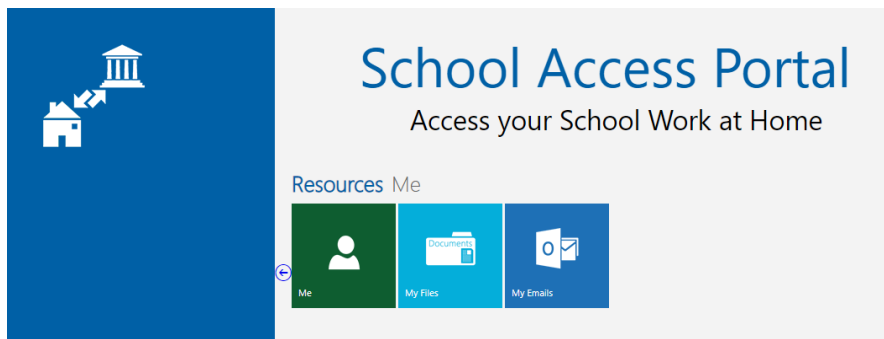 School Access Portal
Access your School Work at Home
Resources Me
Documents
O
Me
My Files
My Emails